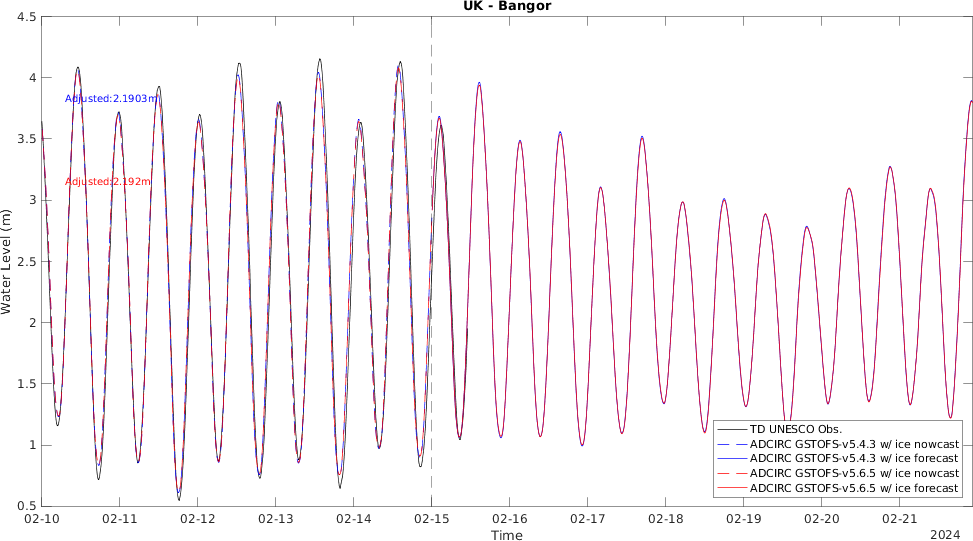 UK - Bangor
4.5
4
3.5
3
2.5
2
1.5
1
0.5
Water Level (m)
Adjusted:2.1903m
Adjusted:2.192m
TD UNESCO Obs.
ADCIRC GSTOFS-v5.4.3 w/ ice nowcast
ADCIRC GSTOFS-v5.4.3 w/ ice forecast
ADCIRC GSTOFS-v5.6.5 w/ ice nowcast
ADCIRC GSTOFS-v5.6.5 w/ ice forecast
02-10 02-11 02-12 02-13 02-14 02-15 02-16 02-17 02-18 02-19 02-20 02-21
Time
2024